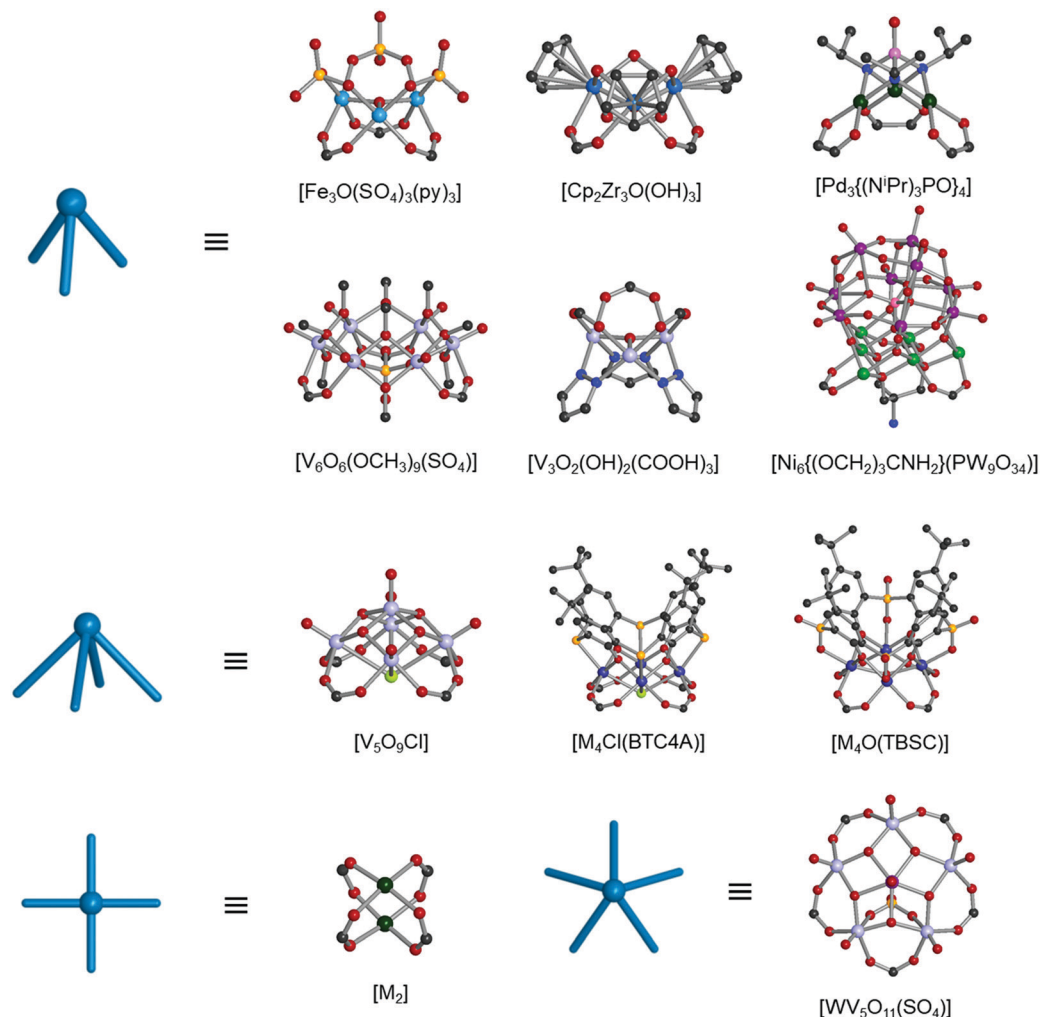 [Fe₃O(SO₄)₃(py)₃]
[Cp₂Zr₃O(OH)₃]
[Pd₃{(NⁱPr)₃PO}₄]
≡
[V₆O₆(OCH₃)₉(SO₄)]
[V₃O₂(OH)₂(COOH)₃]
[Ni₆{(OCH₂)₃CNH₂}(PW₉O₃₄)]
≡
[V₅O₉Cl]
[M₄Cl(BTC4A)]
[M₄O(TBSC)]
≡
[M₂]
≡
[WV₅O₁₁(SO₄)]